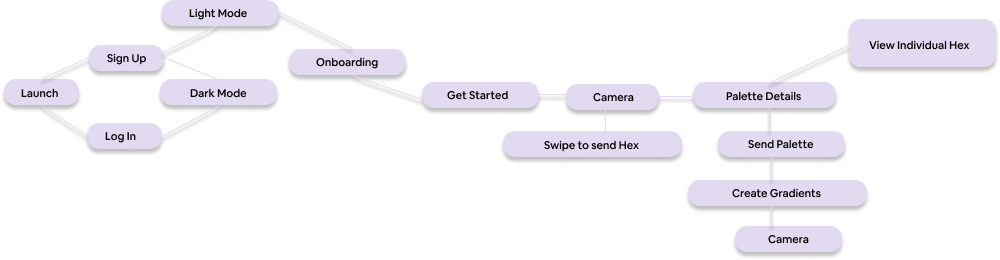 Light Mode
Sign Up
Launch
Dark Mode
Log In
Onboarding
Get Started
Camera
Swipe to send Hex
Palette Details
View Individual Hex
Send Palette
Create Gradients
Camera